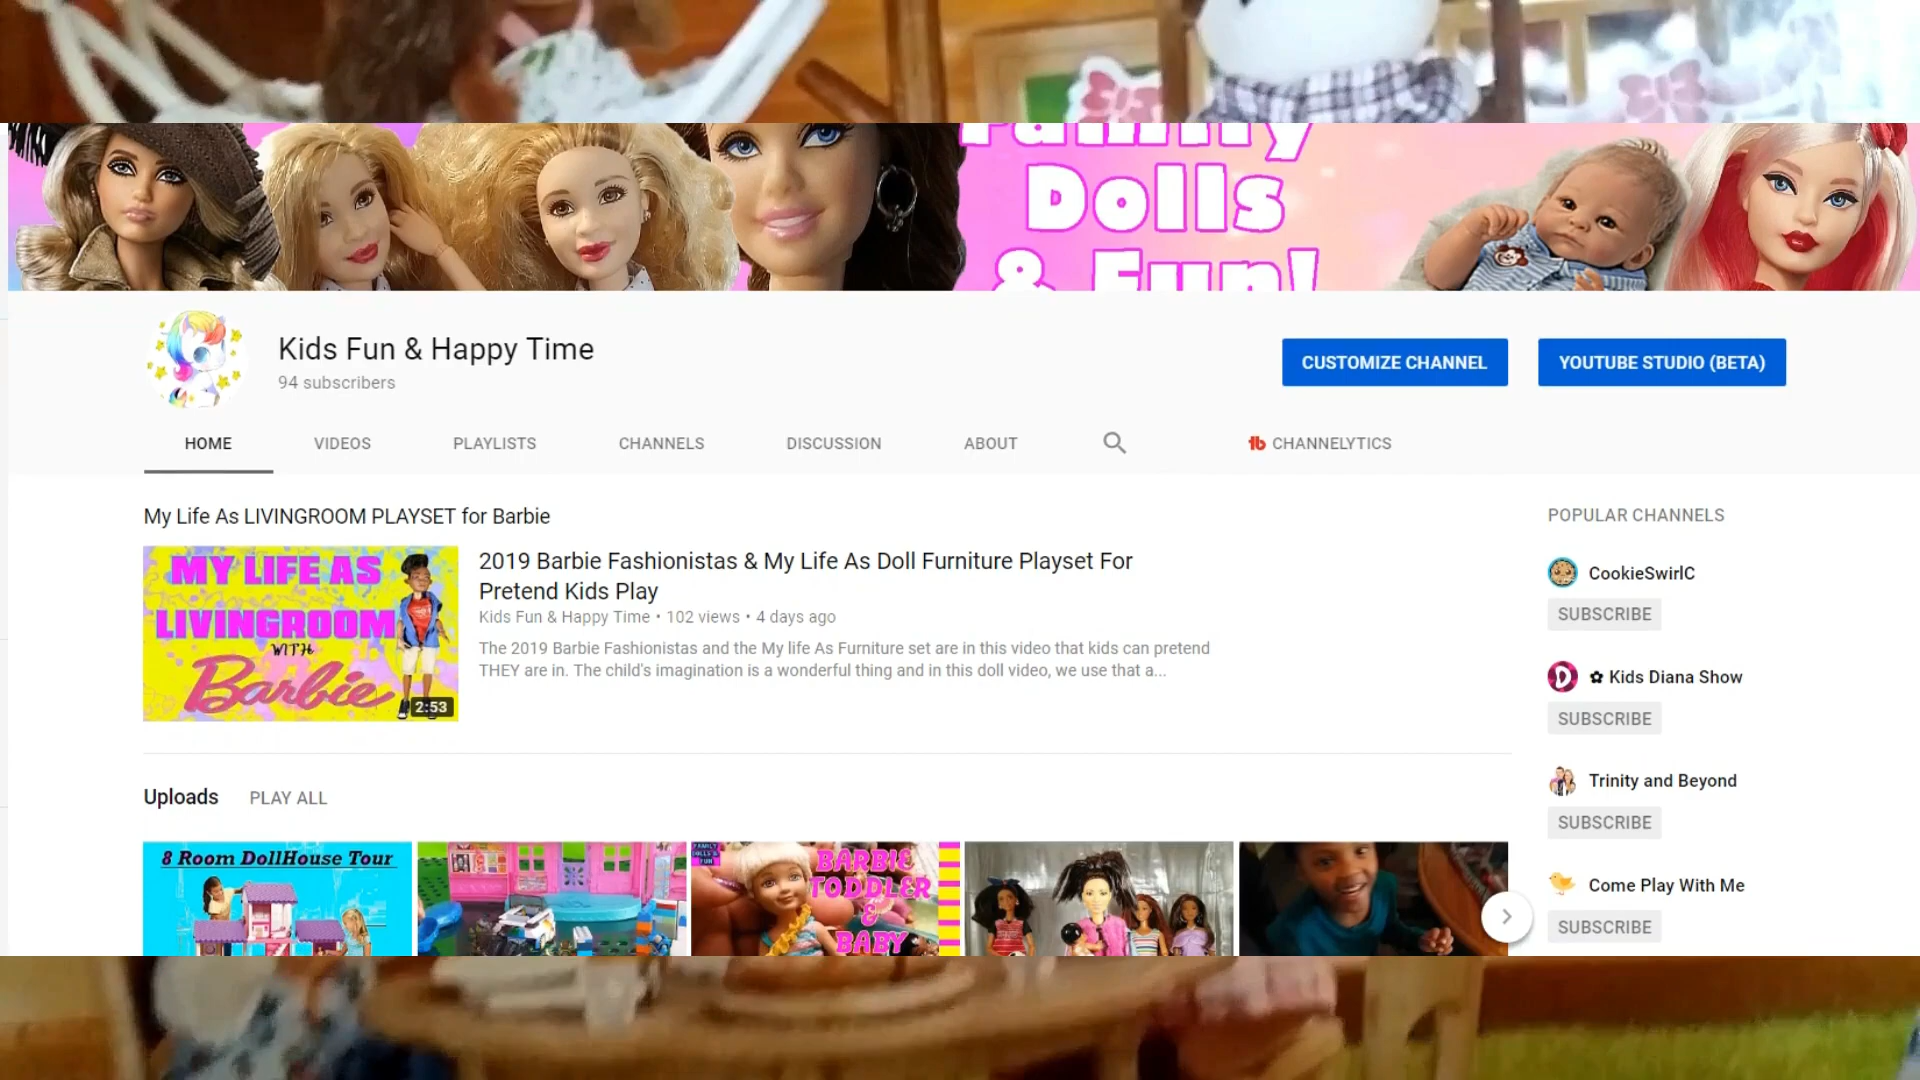 Family
Dolls
& Fun!
Kids Fun & Happy Time
94 subscribers
CUSTOMIZE CHANNEL
YOUTUBE STUDIO (BETA)
HOME
VIDEOS
PLAYLISTS
CHANNELS
DISCUSSION
ABOUT
CHANNELYTICS
My Life As LIVINGROOM PLAYSET for Barbie
MY LIFE AS
LIVINGROOM
WITH
Barbie
2:53
2019 Barbie Fashionistas & My Life As Doll Furniture Playset For
Pretend Kids Play
Kids Fun & Happy Time • 102 views • 4 days ago
The 2019 Barbie Fashionistas and the My life As Furniture set are in this video that kids can pretend
THEY are in. The child's imagination is a wonderful thing and in this doll video, we use that a...
POPULAR CHANNELS
CookieSwirlC
SUBSCRIBE
✿ Kids Diana Show
SUBSCRIBE
Trinity and Beyond
SUBSCRIBE
Come Play With Me
SUBSCRIBE
Uploads
PLAY ALL
8 Room DollHouse Tour
FAMILY
DOLLS &
FUN
BARBIE
TODDLER
&
BABY